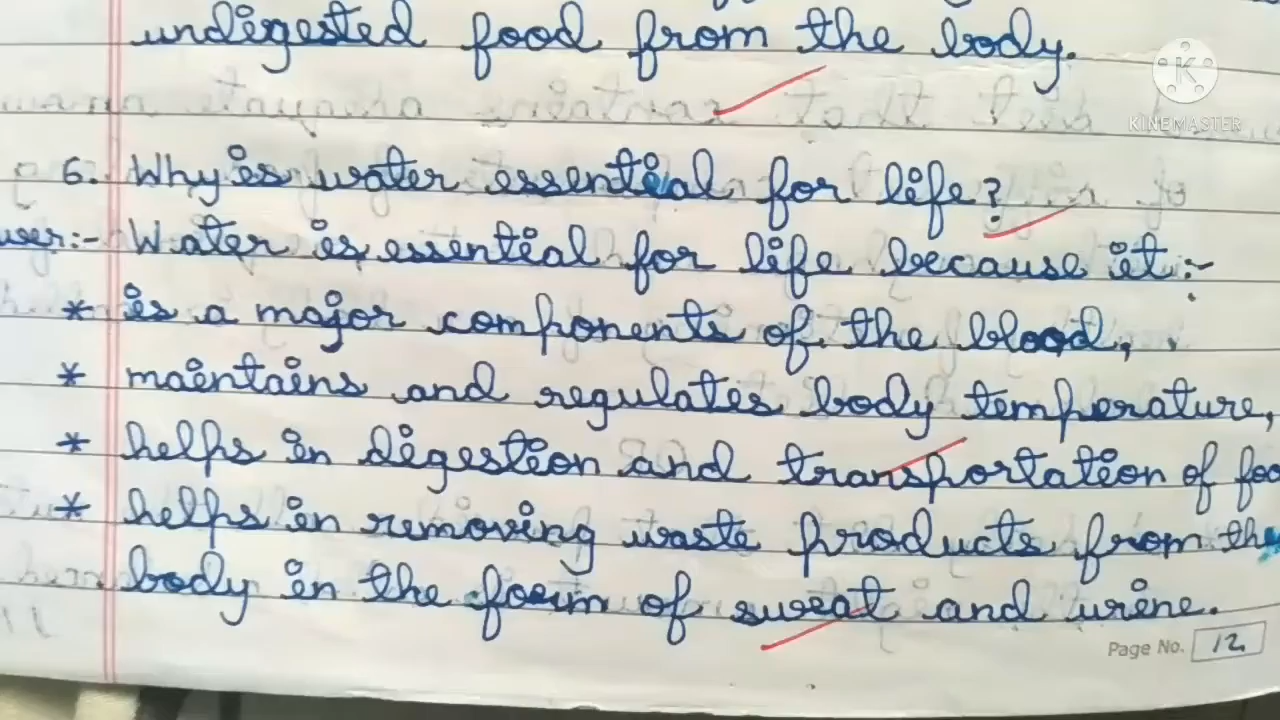 undigested food from the body.
KINEMASTER
6. Why is water essential for life?
wer:- Water is essential for life because it:-
* is a major components of the blood,
* maintains and regulates body temperature,
* helps in digestion and transportation of foo
* helps in removing waste products from the
body in the form of sweat and urine.
Page No. 12